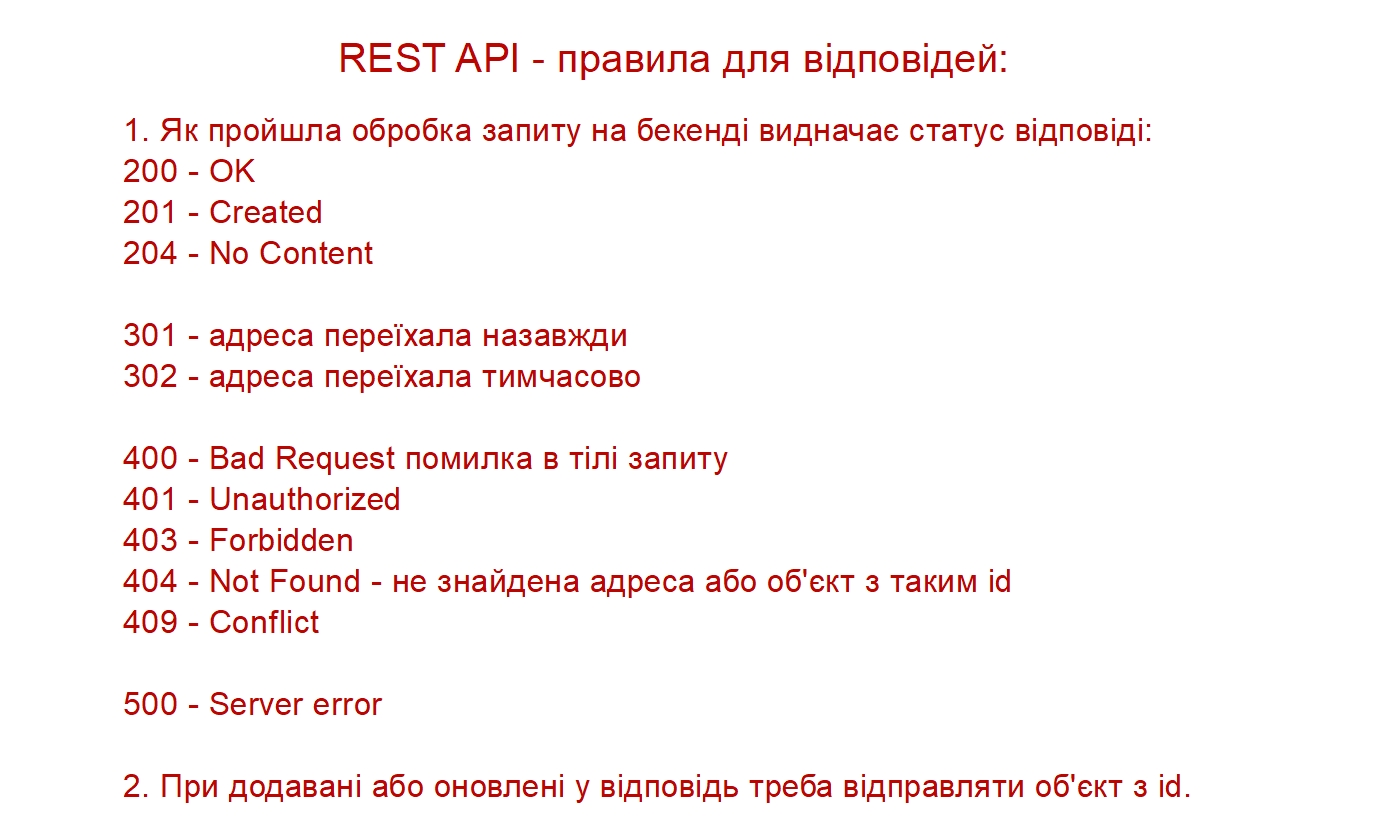 REST API - правила для відповідей:
1. Як пройшла обробка запиту на бекенді визначає статус відповіді:
200 - OK
201 - Created
204 - No Content
301 - адреса переїхала назавжди
302 - адреса переїхала тимчасово
400 - Bad Request помилка в тілі запиту
401 - Unauthorized
403 - Forbidden
404 - Not Found - не знайдена адреса або об'єкт з таким id
409 - Conflict
500 - Server error
2. При додавані або оновлені у відповідь треба відправляти об'єкт з id.